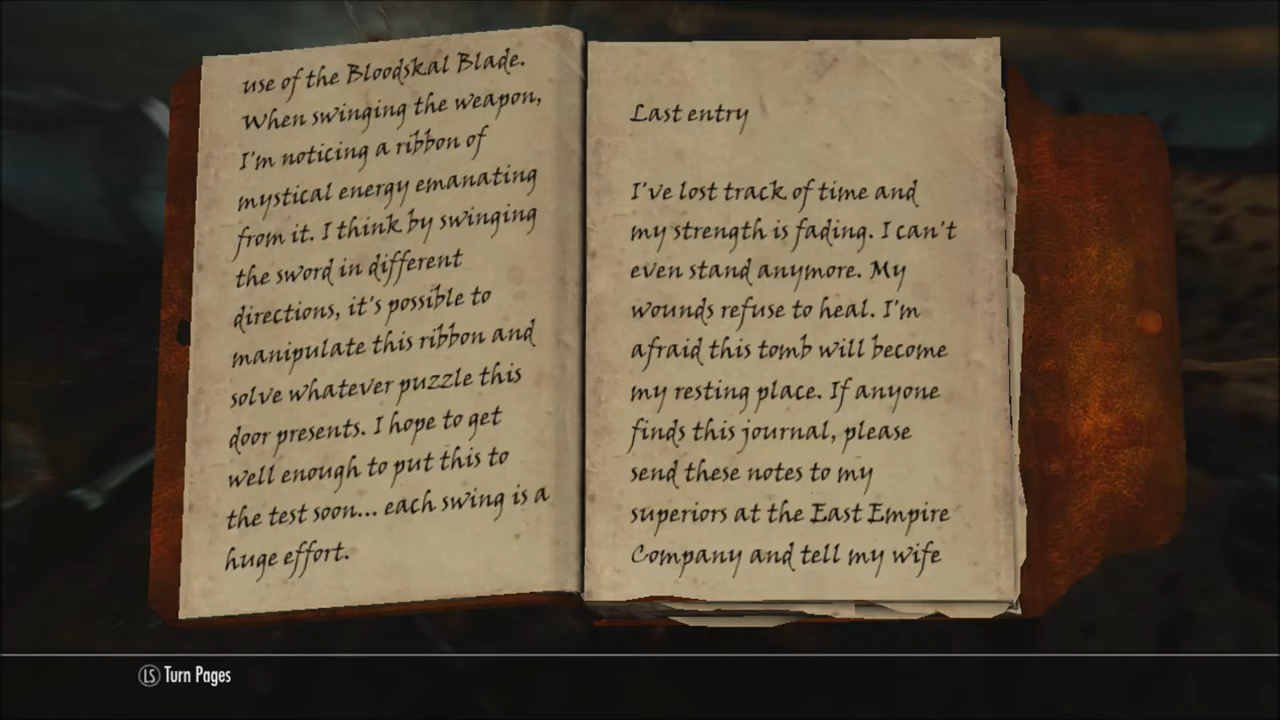 use of the Bloodskal Blade.
When swinging the weapon,
I'm noticing a ribbon of
mystical energy emanating
from it. I think by swinging
the sword in different
directions, it's possible to
manipulate this ribbon and
solve whatever puzzle this
door presents. I hope to get
well enough to put this to
the test soon... each swing is a
huge effort.
Last entry
I've lost track of time and
my strength is fading. I can't
even stand anymore. My
wounds refuse to heal. I'm
afraid this tomb will become
my resting place. If anyone
finds this journal, please
send these notes to my
superiors at the East Empire
Company and tell my wife
LS Turn Pages